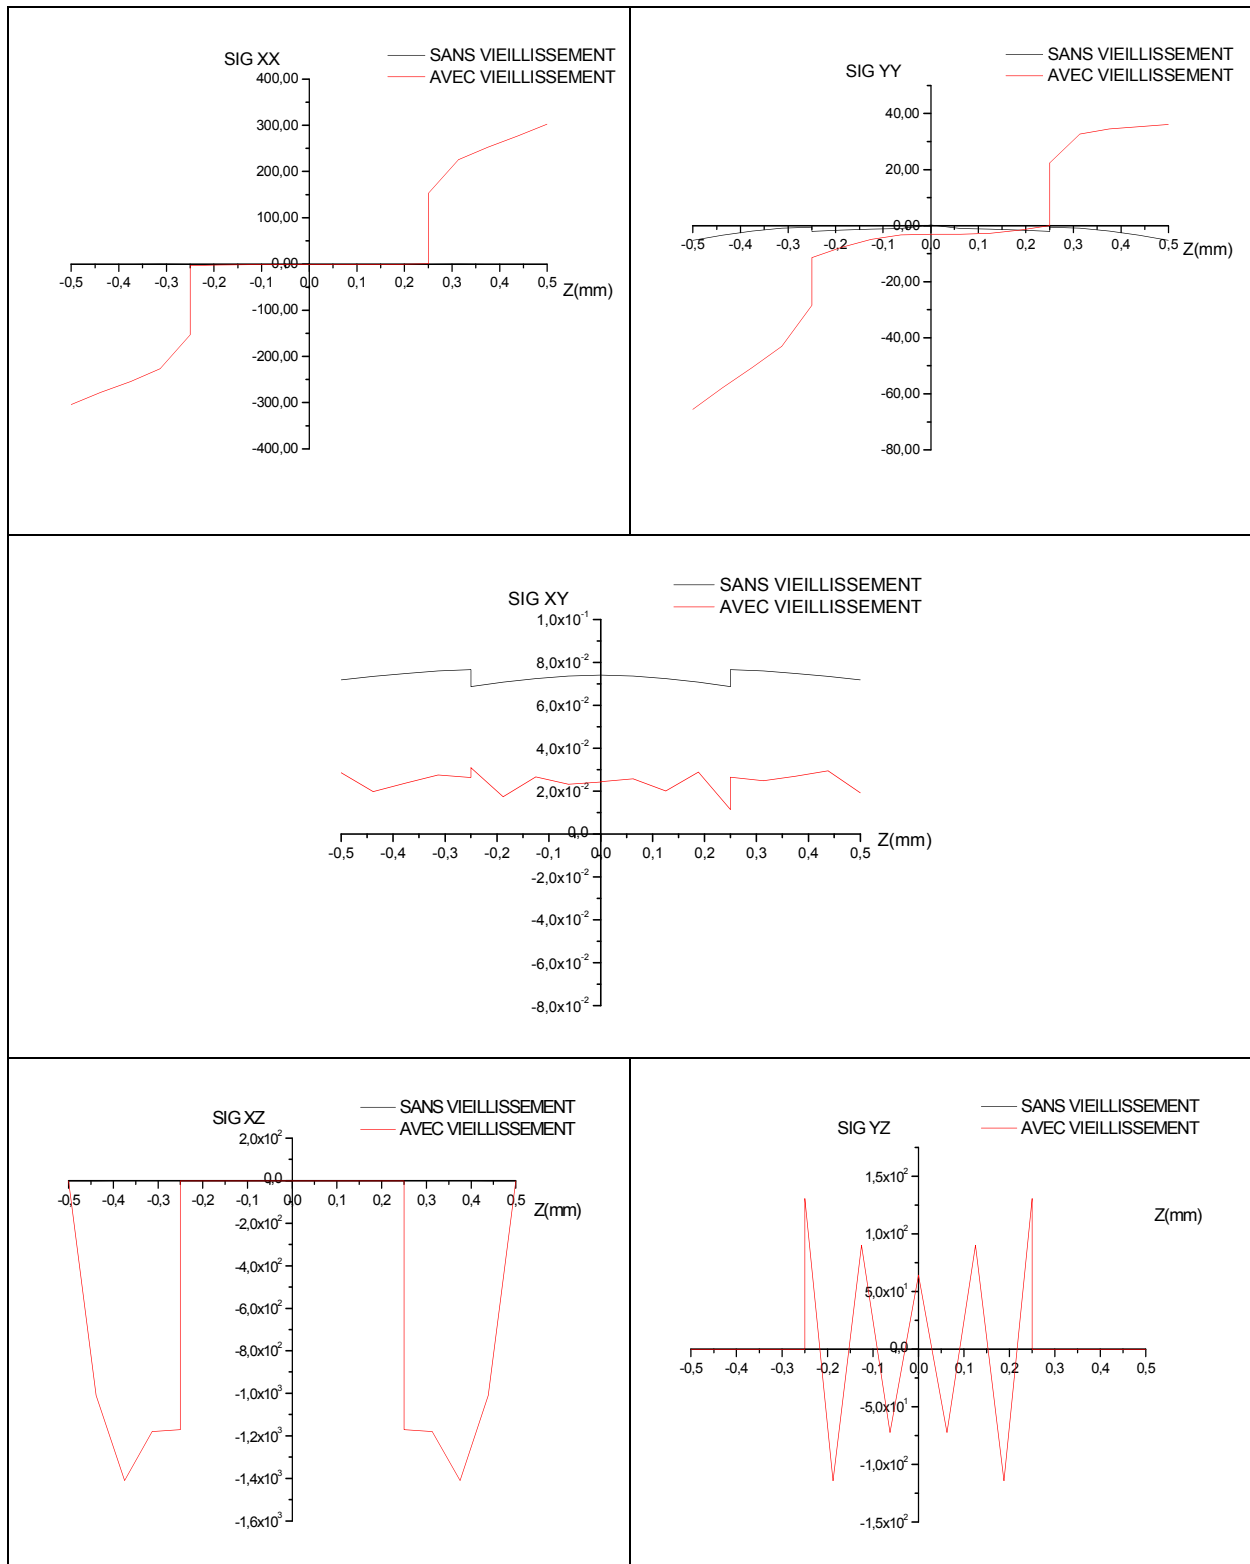 SIG XX
SANS VIEILLISSEMENT
AVEC VIEILLISSEMENT
400,00
300,00
200,00
100,00
0,00
-100,00
-200,00
-300,00
-400,00
-0,5 -0,4 -0,3 -0,2 -0,1 0,0 0,1 0,2 0,3 0,4 0,5
Z(mm)
SIG YY
SANS VIEILLISSEMENT
AVEC VIEILLISSEMENT
40,00
20,00
0,00
-20,00
-40,00
-60,00
-80,00
-0,5 -0,4 -0,3 -0,2 -0,1 0,0 0,1 0,2 0,3 0,4 0,5
Z(mm)
SIG XY
SANS VIEILLISSEMENT
AVEC VIEILLISSEMENT
1,0x10⁻¹
8,0x10⁻²
6,0x10⁻²
4,0x10⁻²
2,0x10⁻²
0,0
-2,0x10⁻²
-4,0x10⁻²
-6,0x10⁻²
-8,0x10⁻²
-0,5 -0,4 -0,3 -0,2 -0,1 0,0 0,1 0,2 0,3 0,4 0,5
Z(mm)
SIG XZ
SANS VIEILLISSEMENT
AVEC VIEILLISSEMENT
2,0x10²
0,0
-2,0x10²
-4,0x10²
-6,0x10²
-8,0x10²
-1,0x10³
-1,2x10³
-1,4x10³
-1,6x10³
-0,5 -0,4 -0,3 -0,2 -0,1 0,0 0,1 0,2 0,3 0,4 0,5
Z(mm)
SIG YZ
SANS VIEILLISSEMENT
AVEC VIEILLISSEMENT
1,5x10²
1,0x10²
5,0x10¹
0,0
-5,0x10¹
-1,0x10²
-1,5x10²
-0,5 -0,4 -0,3 -0,2 -0,1 0,0 0,1 0,2 0,3 0,4 0,5
Z(mm)